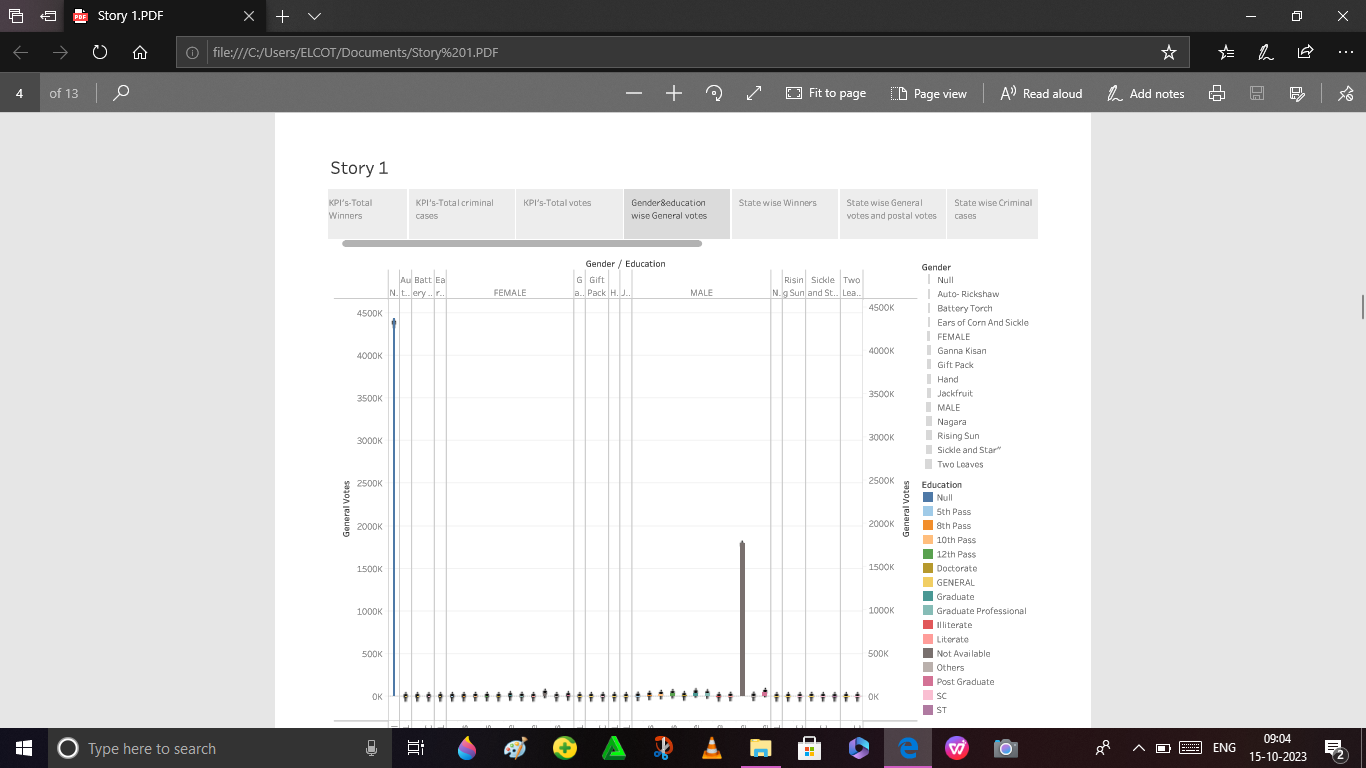 Story 1.PDF
file:///C:/Users/ELCOT/Documents/Story%201.PDF
4 of 13
Fit to page
Page view
Read aloud
Add notes
Story 1
KPI's-Total
Winners
KPI's-Total criminal
cases
KPI's-Total votes
Gender&education
wise General votes
State wise Winners
State wise General
votes and postal votes
State wise Criminal
cases
Gender / Education
Au Batt Ea G Gift Risin Sickle Two
N. t.. ery .. r.. FEMALE a.. Pack H. J.. MALE N. g Sun and St.. Lea..
4500K
4000K
3500K
3000K
2500K
2000K
1500K
1000K
500K
0K
General Votes
4500K
4000K
3500K
3000K
2500K
2000K
1500K
1000K
500K
0K
General Votes
Gender
Null
Auto- Rickshaw
Battery Torch
Ears of Corn And Sickle
FEMALE
Ganna Kisan
Gift Pack
Hand
Jackfruit
MALE
Nagara
Rising Sun
Sickle and Star"
Two Leaves
Education
Null
5th Pass
8th Pass
10th Pass
12th Pass
Doctorate
GENERAL
Graduate
Graduate Professional
Illiterate
Literate
Not Available
Others
Post Graduate
SC
ST
Type here to search
ENG
09:04
15-10-2023
2